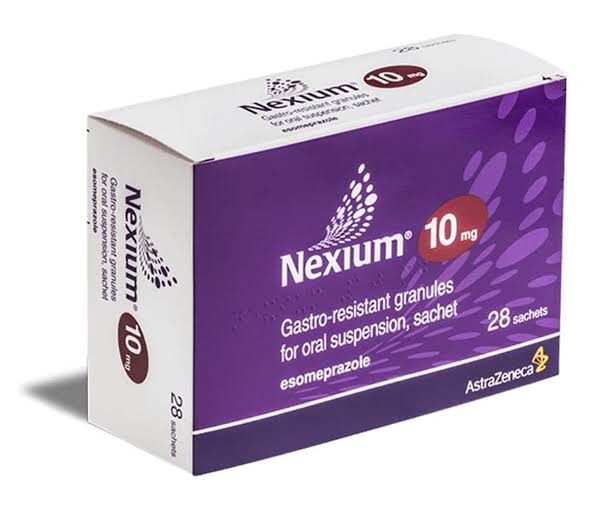 28 sachets
Nexium® 10 mg
Gastro-resistant granules
for oral suspension, sachet
esomeprazole
Nexium® 10 mg
Gastro-resistant granules
for oral suspension, sachet
esomeprazole
28 sachets
Nexium® 10 mg
Gastro-resistant granules
for oral suspension, sachet
28 sachets
esomeprazole
AstraZeneca